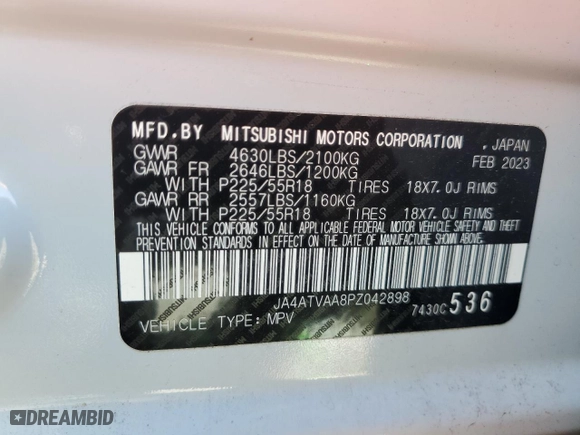 MFD.BY MITSUBISHI MOTORS CORPORATION , JAPAN
GVWR 4630LBS/2100KG FEB 2023
GAWR FR 2646LBS/1200KG
WITH P225/55R18 TIRES 18X7.0J RIMS
GAWR RR 2557LBS/1160KG
WITH P225/55R18 TIRES 18X7.0J RIMS
THIS VEHICLE CONFORMS TO ALL APPLICABLE FEDERAL MOTOR VEHICLE SAFETY AND THEFT
PREVENTION STANDARDS IN EFFECT ON THE DATE OF MANUFACTURE SHOWN ABOVE.
JA4ATVAA8PZ042898
VEHICLE TYPE: MPV 7430C 536
DREAMBID